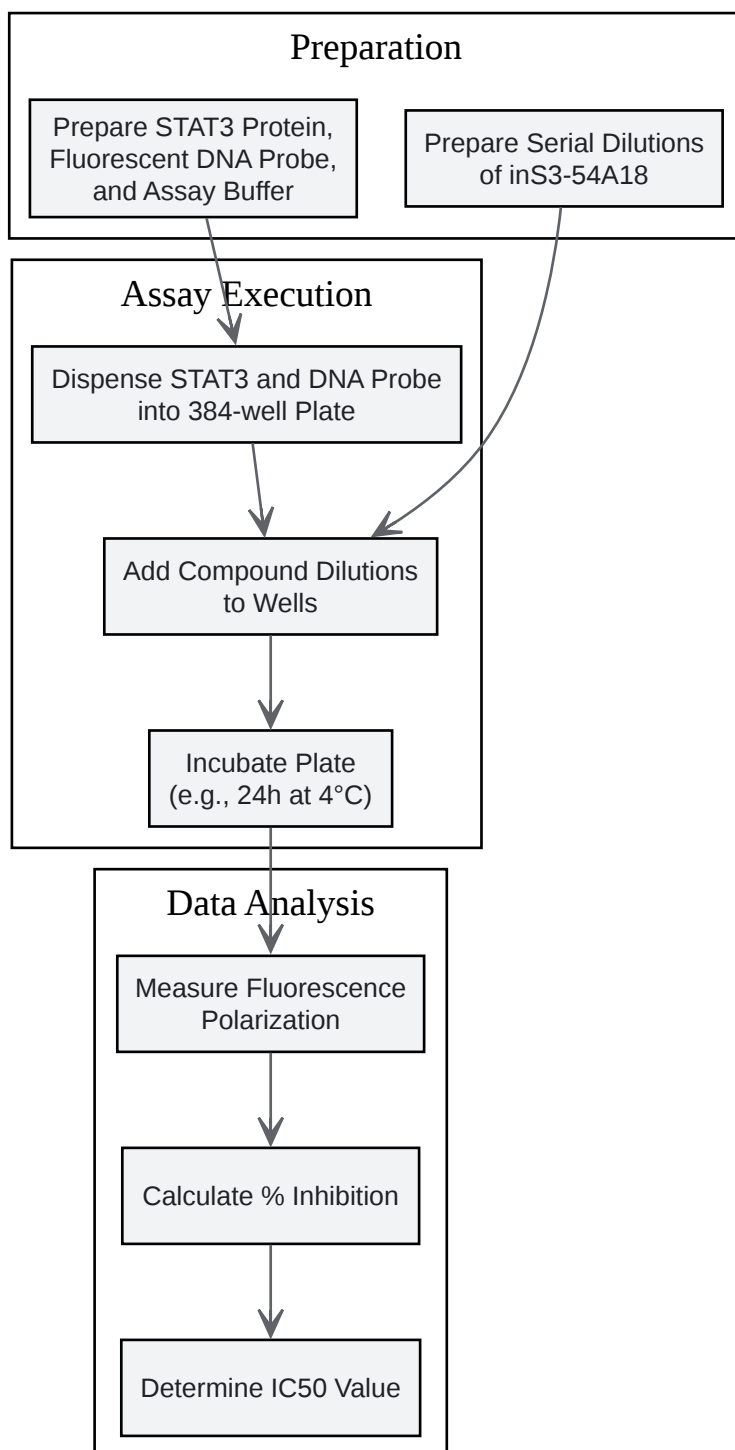 Preparation
Prepare STAT3 Protein,
Fluorescent DNA Probe,
and Assay Buffer
Prepare Serial Dilutions
of inS3-54A18
Assay Execution
Dispense STAT3 and DNA Probe
into 384-well Plate
Add Compound Dilutions
to Wells
Incubate Plate
(e.g., 24h at 4°C)
Data Analysis
Measure Fluorescence
Polarization
Calculate % Inhibition
Determine IC50 Value